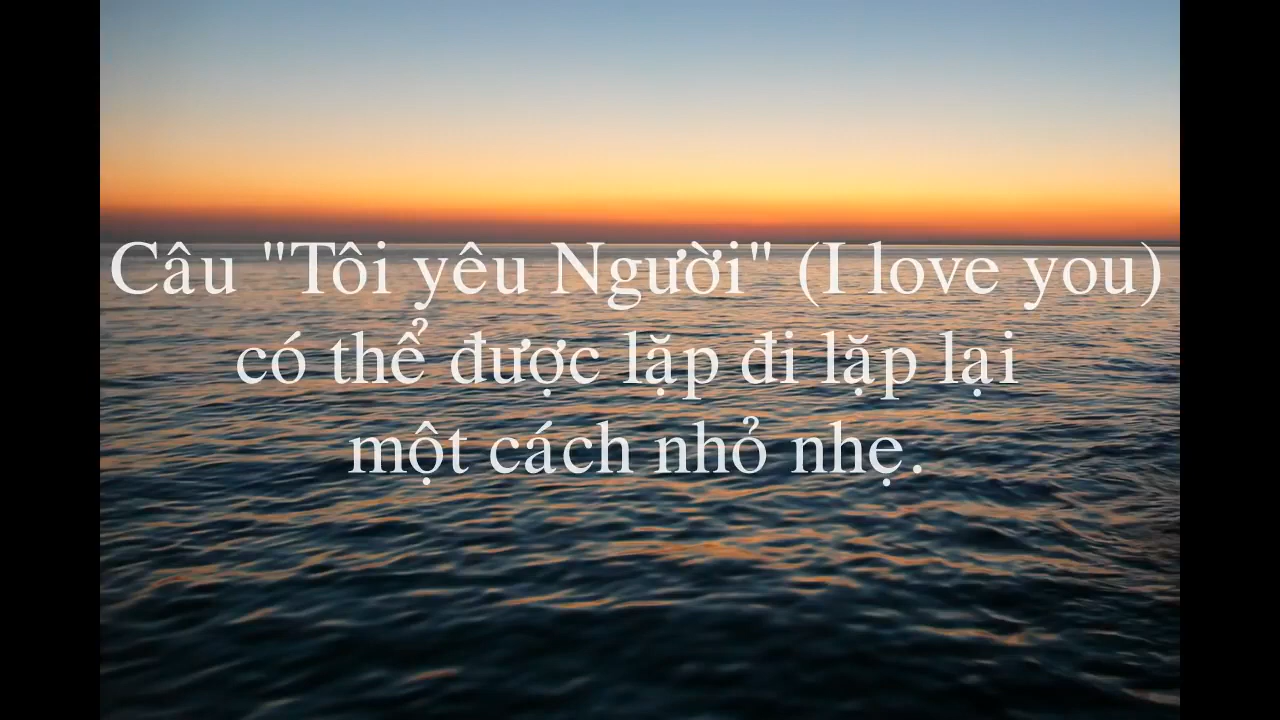 Câu "Tôi yêu Người" (I love you)
có thể được lặp đi lặp lại
một cách nhỏ nhẹ.